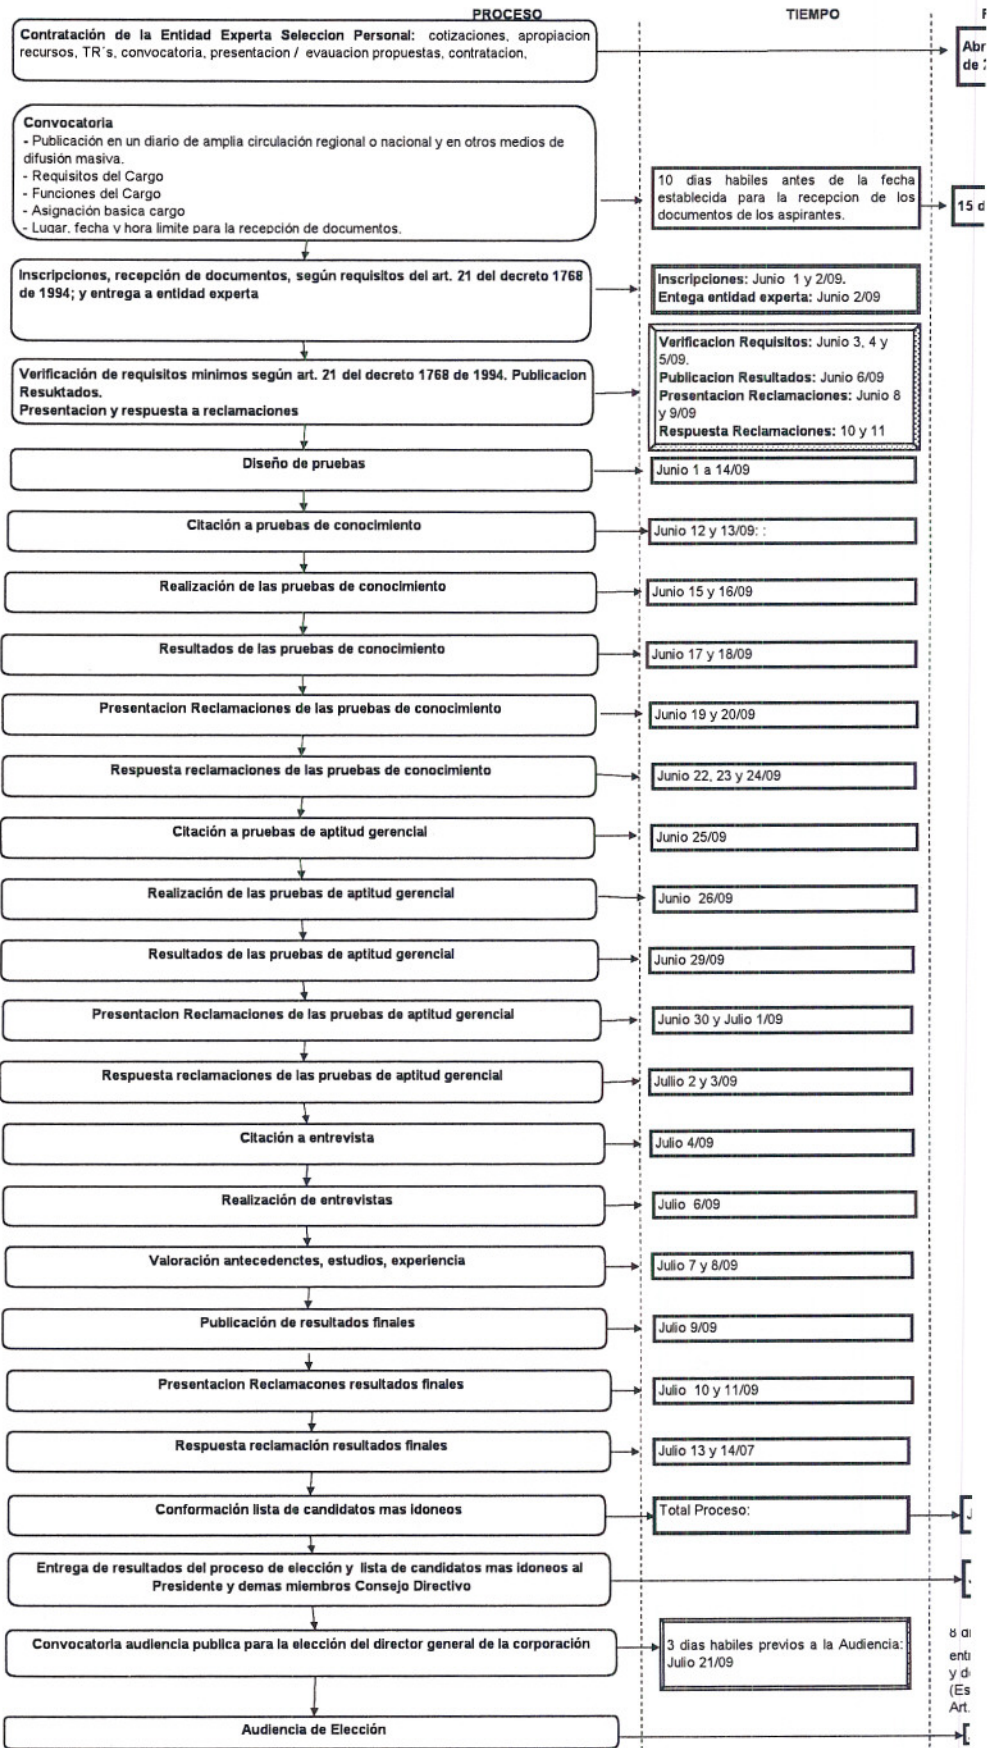 PROCESO
TIEMPO
Contratación de la Entidad Experta Seleccion Personal: cotizaciones, apropiacion
recursos, TR´s, convocatoria, presentacion / evauacion propuestas, contratacion,
Abr
de
Convocatoria
- Publicación en un diario de amplia circulación regional o nacional y en otros medios de
difusión masiva.
- Requisitos del Cargo
- Funciones del Cargo
- Asignación basica cargo
- Lugar, fecha y hora limite para la recepción de documentos.
10 dias habiles antes de la fecha
establecida para la recepcion de los
documentos de los aspirantes.
15 d
Inscripciones, recepción de documentos, según requisitos del art. 21 del decreto 1768
de 1994; y entrega a entidad experta
Inscripciones: Junio 1 y 2/09.
Entega entidad experta: Junio 2/09
Verificación de requisitos minimos según art. 21 del decreto 1768 de 1994. Publicacion
Resuktados.
Presentacion y respuesta a reclamaciones
Verificacion Requisitos: Junio 3, 4 y
5/09.
Publicacion Resultados: Junio 6/09
Presentacion Reclamaciones: Junio 8
y 9/09
Respuesta Reclamaciones: 10 y 11
Diseño de pruebas
Junio 1 a 14/09
Citación a pruebas de conocimiento
Junio 12 y 13/09: :
Realización de las pruebas de conocimiento
Junio 15 y 16/09
Resultados de las pruebas de conocimiento
Junio 17 y 18/09
Presentacion Reclamaciones de las pruebas de conocimiento
Junio 19 y 20/09
Respuesta reclamaciones de las pruebas de conocimiento
Junio 22, 23 y 24/09
Citación a pruebas de aptitud gerencial
Junio 25/09
Realización de las pruebas de aptitud gerencial
Junio 26/09
Resultados de las pruebas de aptitud gerencial
Junio 29/09
Presentacion Reclamaciones de las pruebas de aptitud gerencial
Junio 30 y Julio 1/09
Respuesta reclamaciones de las pruebas de aptitud gerencial
Jullio 2 y 3/09
Citación a entrevista
Julio 4/09
Realización de entrevistas
Julio 6/09
Valoración antecedenctes, estudios, experiencia
Julio 7 y 8/09
Publicación de resultados finales
Julio 9/09
Presentacion Reclamacones resultados finales
Julio 10 y 11/09
Respuesta reclamación resultados finales
Julio 13 y 14/07
Conformación lista de candidatos mas idoneos
Total Proceso:
Entrega de resultados del proceso de elección y lista de candidatos mas idoneos al
Presidente y demas miembros Consejo Directivo
Convocatoria audiencia publica para la elección del director general de la corporación
3 dias habiles previos a la Audiencia:
Julio 21/09
entr
y de
(Es
Art.
Audiencia de Elección